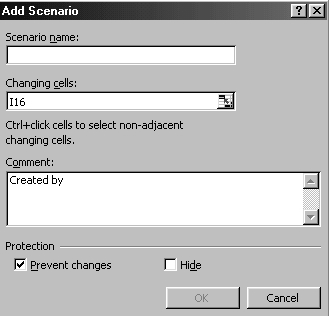 Add Scenario
Scenario name:
Changing cells:
I16
Ctrl+click cells to select non-adjacent
changing cells.
Comment:
Created by
Protection
Prevent changes
Hide
OK
Cancel